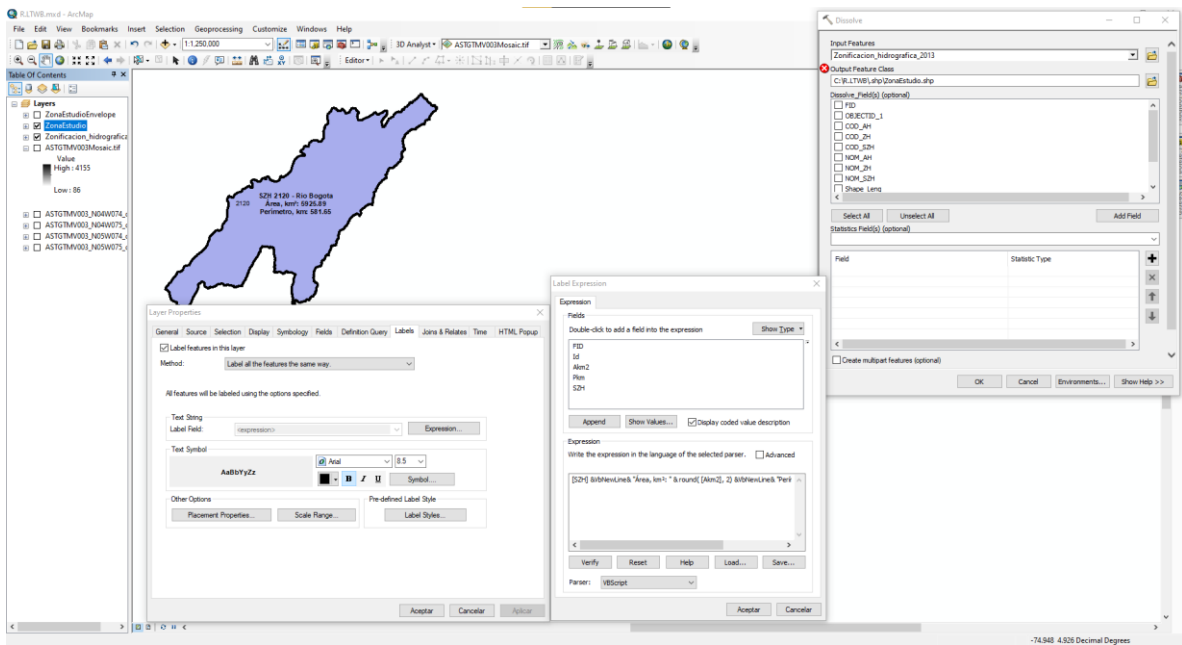 R.LTWB.mxd - ArcMap
File Edit View Bookmarks Insert Selection Geoprocessing Customize Windows Help
1:1,250,000
3D Analyst
ASTGTMV003Mosaic.tif
Editor
Table Of Contents
Layers
ZonaEstudioEnvelope
ZonaEstudio
Zonificacion_hidrografica
ASTGTMV003Mosaic.tif
Value
High : 4155
Low : 86
ASTGTMV003_N04W074_
ASTGTMV003_N04W075_
ASTGTMV003_N05W074_
ASTGTMV003_N05W075_
SZH 2120 - Rio Bogota
2120
Área, km²: 5925.89
Perímetro, km: 581.65
Layer Properties
General Source Selection Display Symbology Fields Definition Query Labels Joins & Relates Time HTML Popup
Label features in this layer
Method: Label all the features the same way.
All features will be labeled using the options specified.
Text String
Label Field: <expression> Expression...
Text Symbol
AaBbYyZz
Arial 8.5
B I U Symbol...
Other Options
Placement Properties... Scale Range...
Pre-defined Label Style
Label Styles...
Aceptar Cancelar Aplicar
Label Expression
Expression
Fields
Double-click to add a field into the expression Show Type
FID
Id
Akm2
Pkm
SZH
Append Show Values... Display coded value description
Expression
Write the expression in the language of the selected parser. Advanced
[SZH] &VbNewLine& "Área, km²: " & round( [Akm2], 2) &VbNewLine& "Perí
Verify Reset Help Load... Save...
Parser: VBScript
Aceptar Cancelar
Dissolve
Input Features
Zonificacion_hidrografica_2013
Output Feature Class
C:\R.LTWB\.shp\ZonaEstudio.shp
Dissolve_Field(s) (optional)
FID
OBJECTID_1
COD_AH
COD_ZH
COD_SZH
NOM_AH
NOM_ZH
NOM_SZH
Shape_Leng
Select All Unselect All Add Field
Statistics Field(s) (optional)
Field Statistic Type
Create multipart features (optional)
OK Cancel Environments... Show Help >>
-74.948 4.926 Decimal Degrees